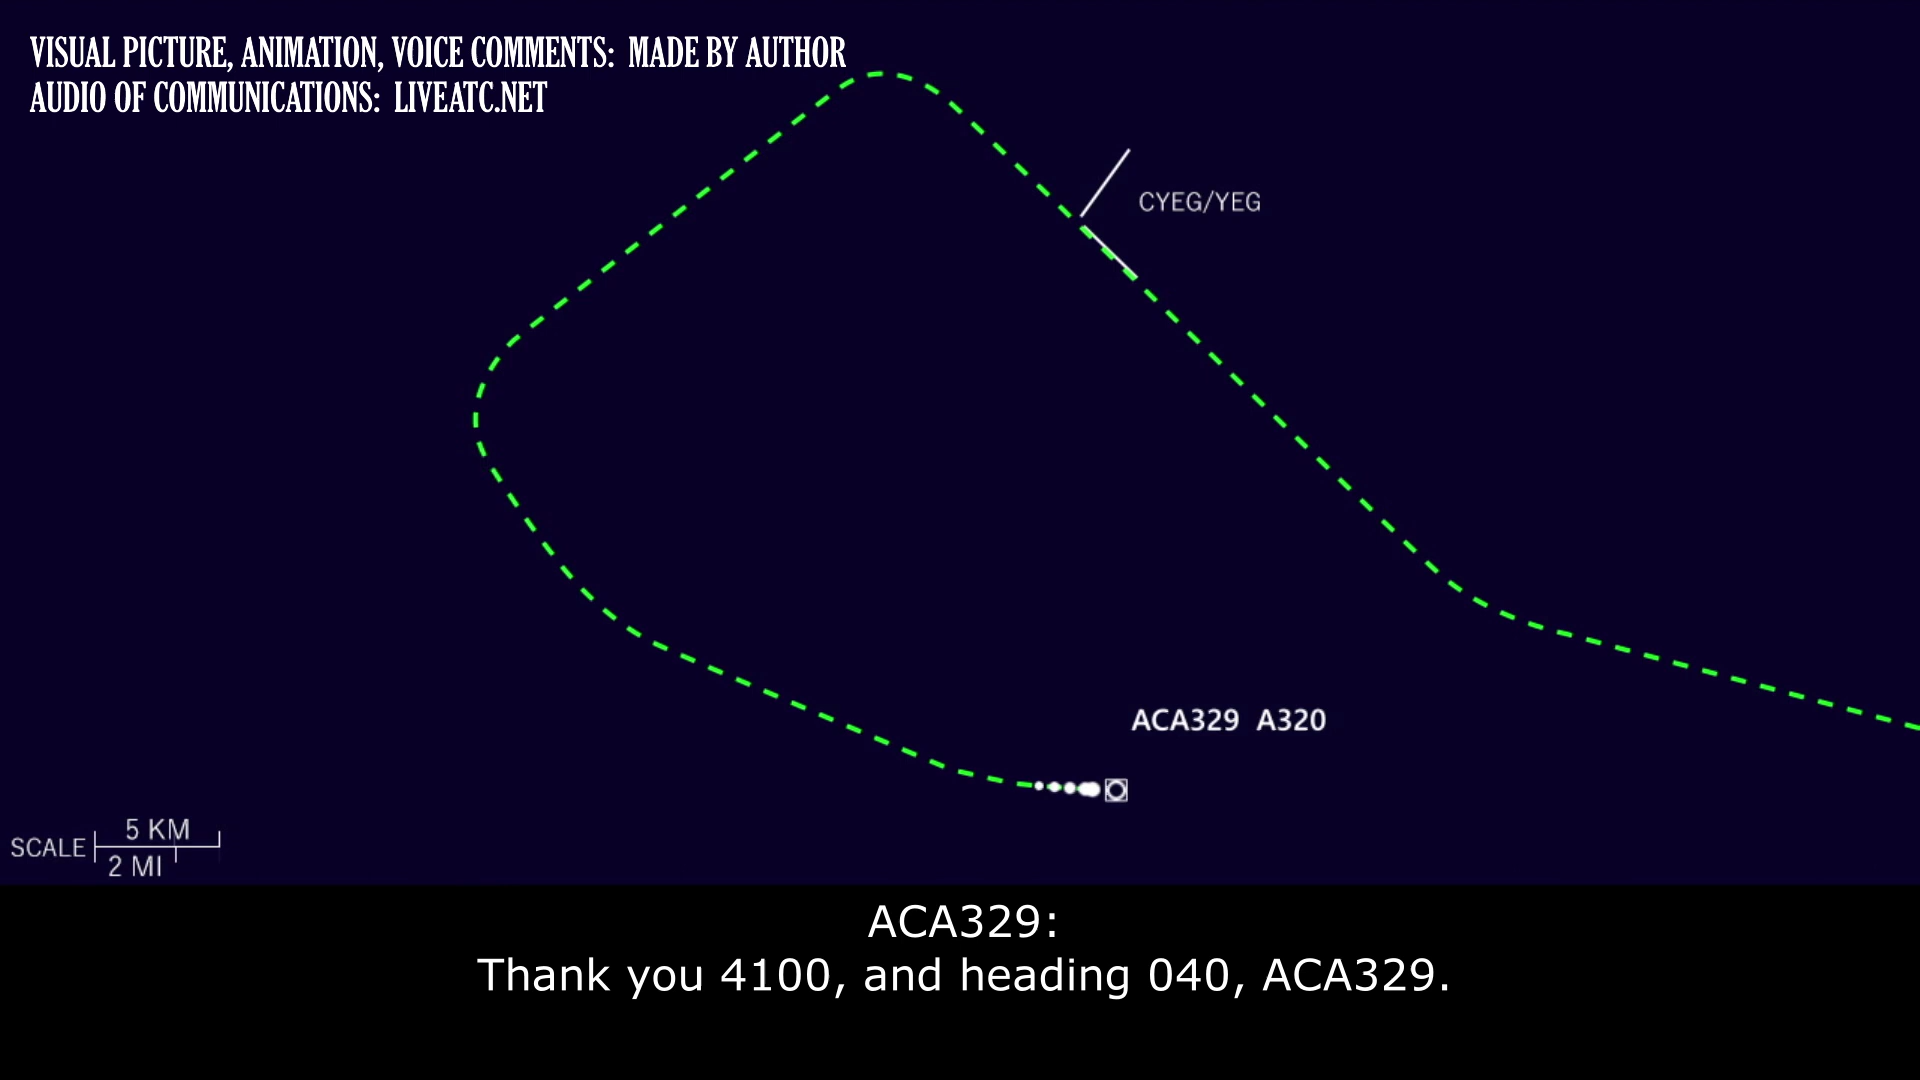 VISUAL PICTURE, ANIMATION, VOICE COMMENTS: MADE BY AUTHOR
AUDIO OF COMMUNICATIONS: LIVEATC.NET
CYEG/YEG
ACA329 A320
5 KM
SCALE
2 MI
ACA329:
Thank you 4100, and heading 040, ACA329.